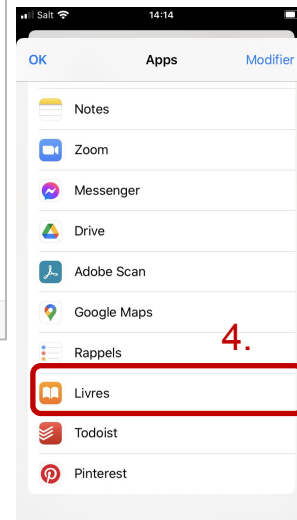 Salt 14:14
OK Apps Modifier
Notes
Zoom
Messenger
Drive
Adobe Scan
Google Maps
4.
Rappels
Livres
Todoist
Pinterest